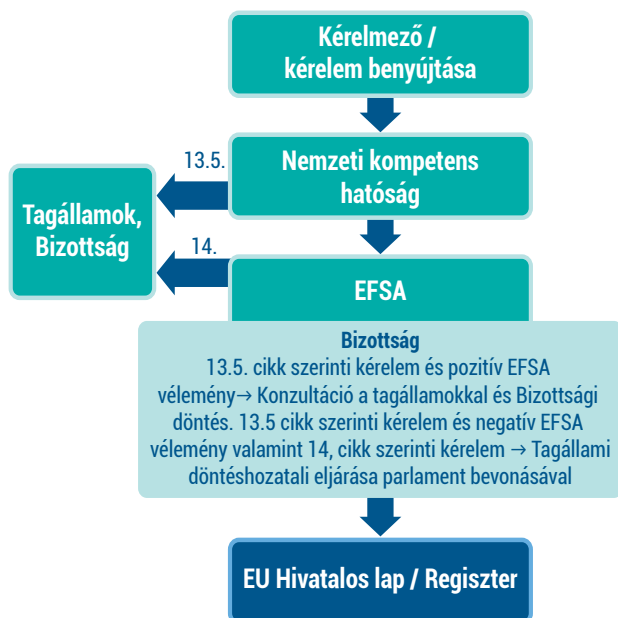 Kérelmező /
kérelem benyújtása
13.5.
Nemzeti kompetens
hatóság
Tagállamok,
Bizottság
14.
EFSA
Bizottság
13.5. cikk szerinti kérelem és pozitív EFSA
vélemény→ Konzultáció a tagállamokkal és Bizottsági
döntés. 13.5 cikk szerinti kérelem és negatív EFSA
vélemény valamint 14, cikk szerinti kérelem → Tagállami
döntéshozatali eljárása parlament bevonásával
EU Hivatalos lap / Regiszter